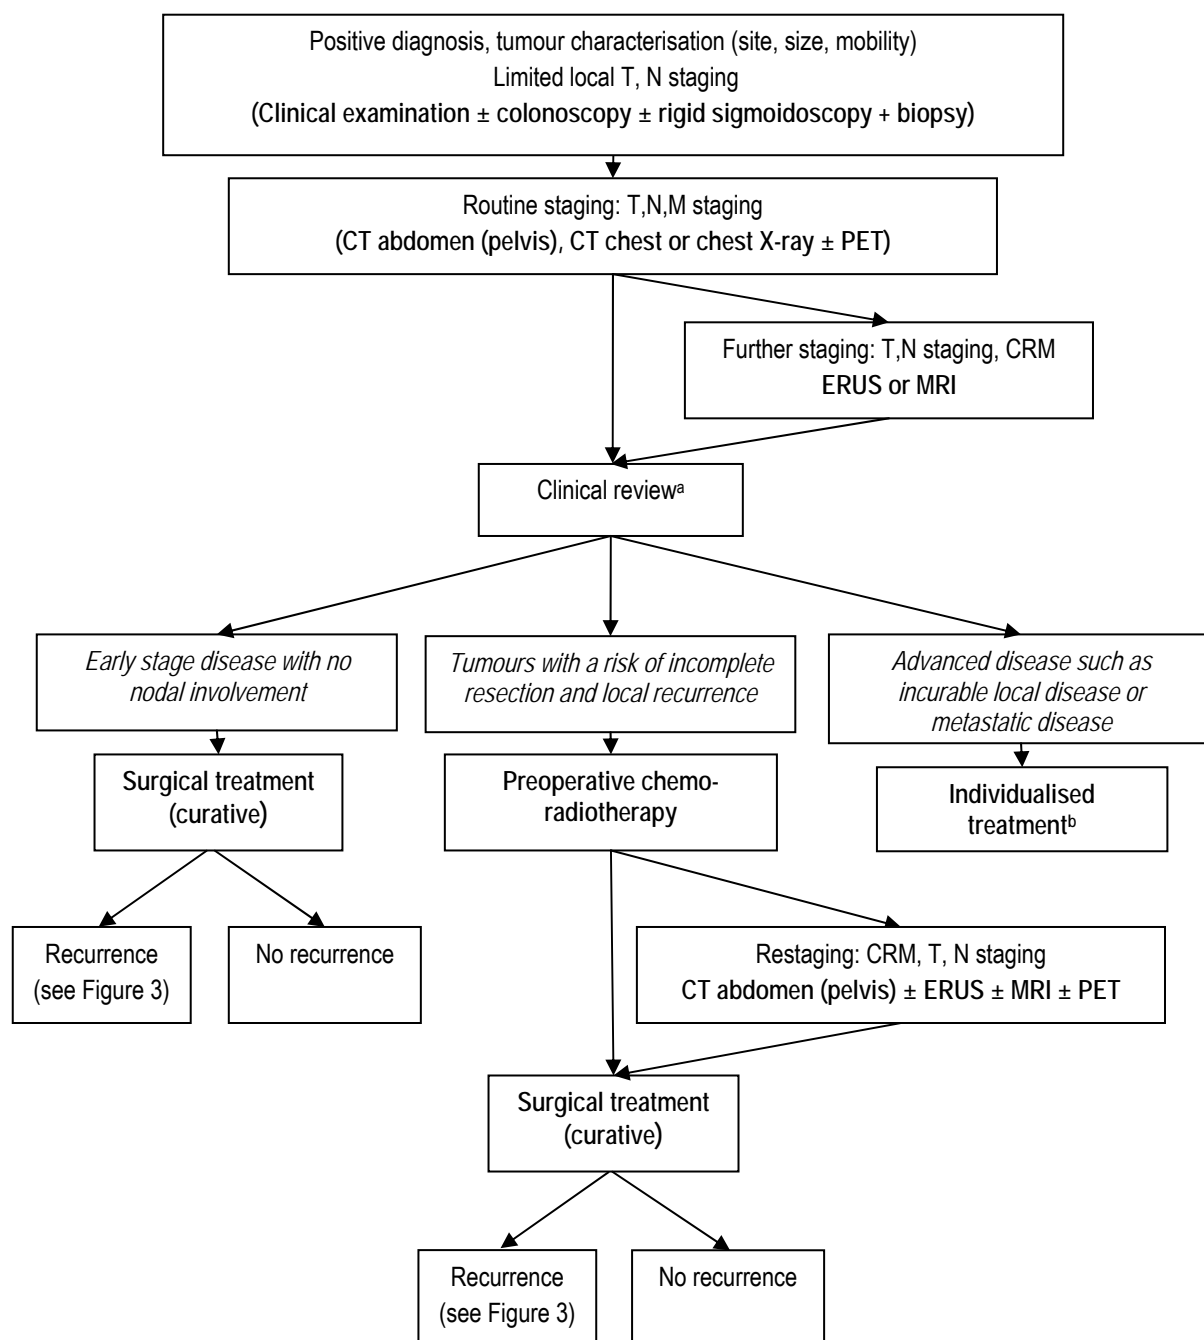 Positive diagnosis, tumour characterisation (site, size, mobility)
Limited local T, N staging
(Clinical examination ± colonoscopy ± rigid sigmoidoscopy + biopsy)
Routine staging: T,N,M staging
(CT abdomen (pelvis), CT chest or chest X-ray ± PET)
Further staging: T,N staging, CRM
ERUS or MRI
Clinical reviewᵃ
Early stage disease with no
nodal involvement
Tumours with a risk of incomplete
resection and local recurrence
Advanced disease such as
incurable local disease or
metastatic disease
Surgical treatment
(curative)
Preoperative chemo-
radiotherapy
Individualised
treatmentᵇ
Recurrence
(see Figure 3)
No recurrence
Restaging: CRM, T, N staging
CT abdomen (pelvis) ± ERUS ± MRI ± PET
Surgical treatment
(curative)
Recurrence
(see Figure 3)
No recurrence